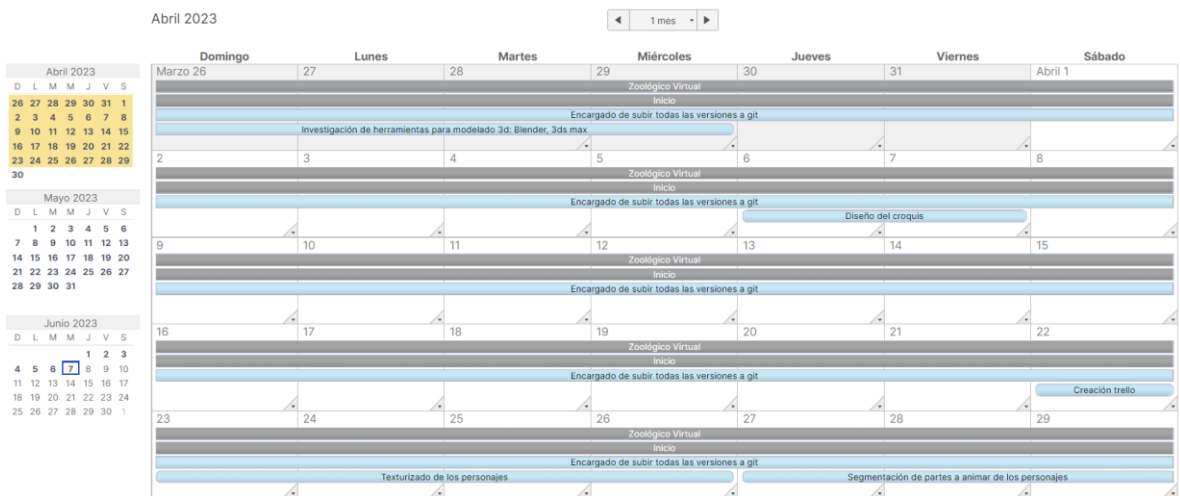 Abril 2023
1 mes
Domingo Lunes Martes Miércoles Jueves Viernes Sábado
Marzo 26 27 28 29 30 31 Abril 1
Zoológico Virtual
Inicio
Encargado de subir todas las versiones a git
Investigación de herramientas para modelado 3d: Blender, 3ds max
2 3 4 5 6 7 8
Zoológico Virtual
Inicio
Encargado de subir todas las versiones a git
Diseño del croquis
9 10 11 12 13 14 15
Zoológico Virtual
Inicio
Encargado de subir todas las versiones a git
16 17 18 19 20 21 22
Zoológico Virtual
Inicio
Encargado de subir todas las versiones a git
Creación trello
23 24 25 26 27 28 29
Zoológico Virtual
Inicio
Encargado de subir todas las versiones a git
Texturizado de los personajes Segmentación de partes a animar de los personajes
Abril 2023
D L M M J V S
26 27 28 29 30 31 1
2 3 4 5 6 7 8
9 10 11 12 13 14 15
16 17 18 19 20 21 22
23 24 25 26 27 28 29
30
Mayo 2023
D L M M J V S
1 2 3 4 5 6
7 8 9 10 11 12 13
14 15 16 17 18 19 20
21 22 23 24 25 26 27
28 29 30 31
Junio 2023
D L M M J V S
1 2 3
4 5 6 7 8 9 10
11 12 13 14 15 16 17
18 19 20 21 22 23 24
25 26 27 28 29 30 1